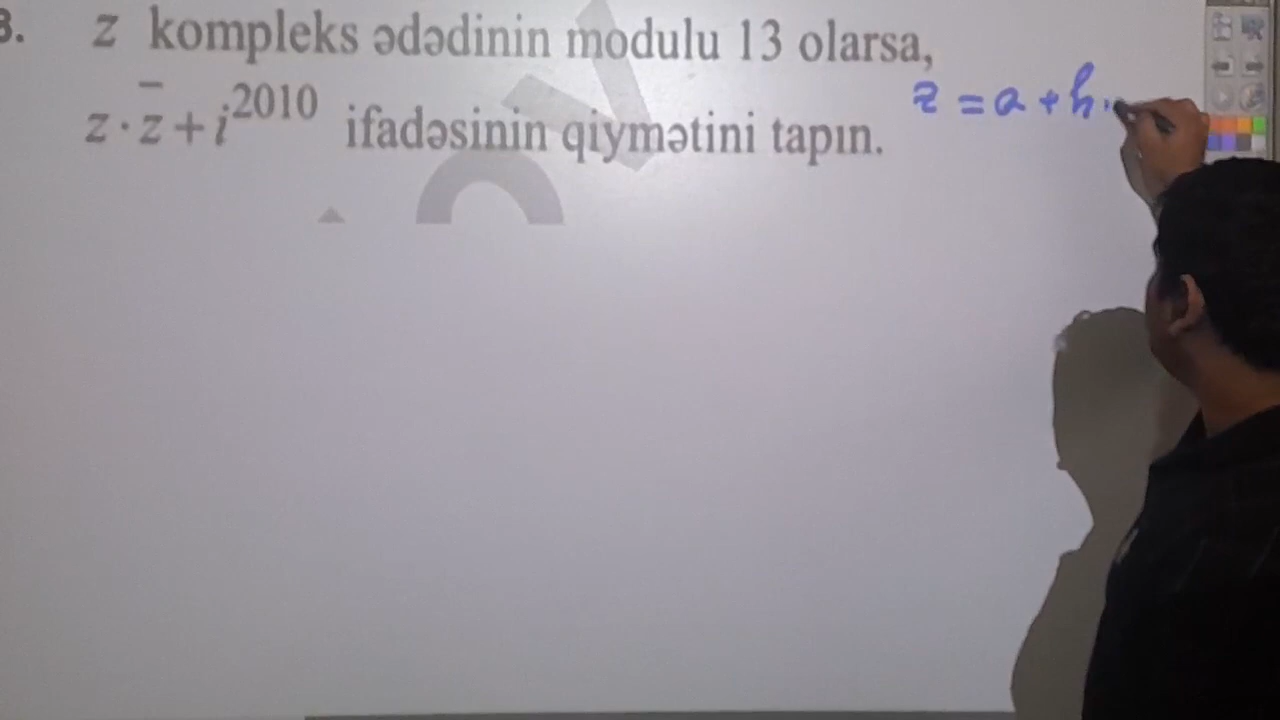 3. z kompleks ədədinin modulu 13 olarsa,
z · z̅ + i²⁰¹⁰ ifadəsinin qiymətini tapın.
z = a + b